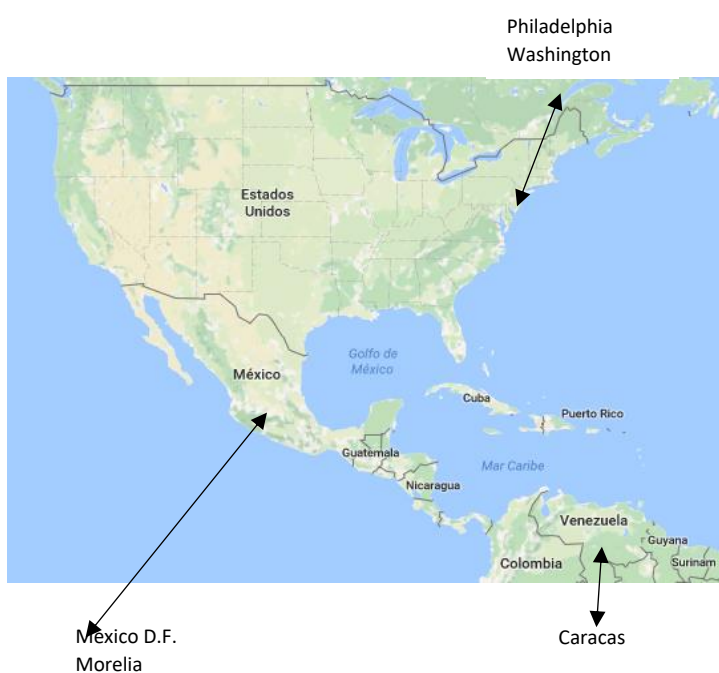 Philadelphia
Washington
Estados
Unidos
Golfo de
México
México
Cuba
Puerto Rico
Guatemala
Mar Caribe
Nicaragua
Venezuela
Guyana
Colombia
Surinam
México D.F.
Morelia
Caracas